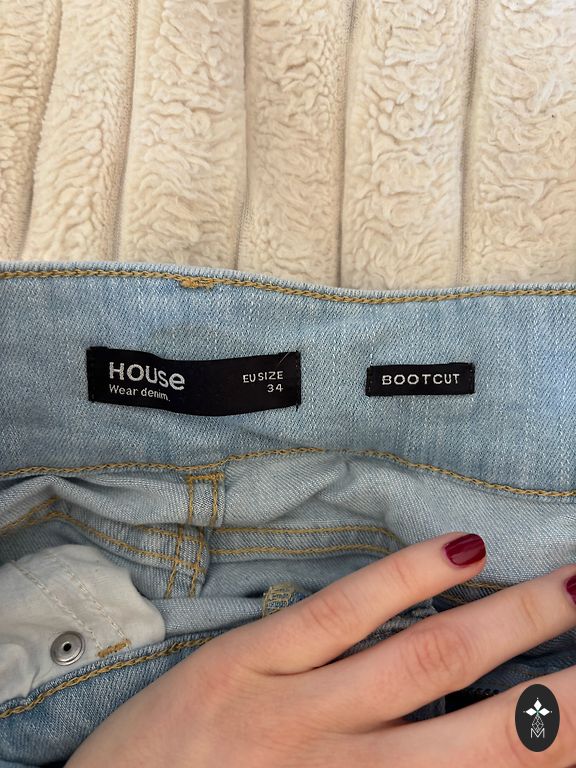 HOUSe
Wear denim.
EU SIZE
34
BOOTCUT